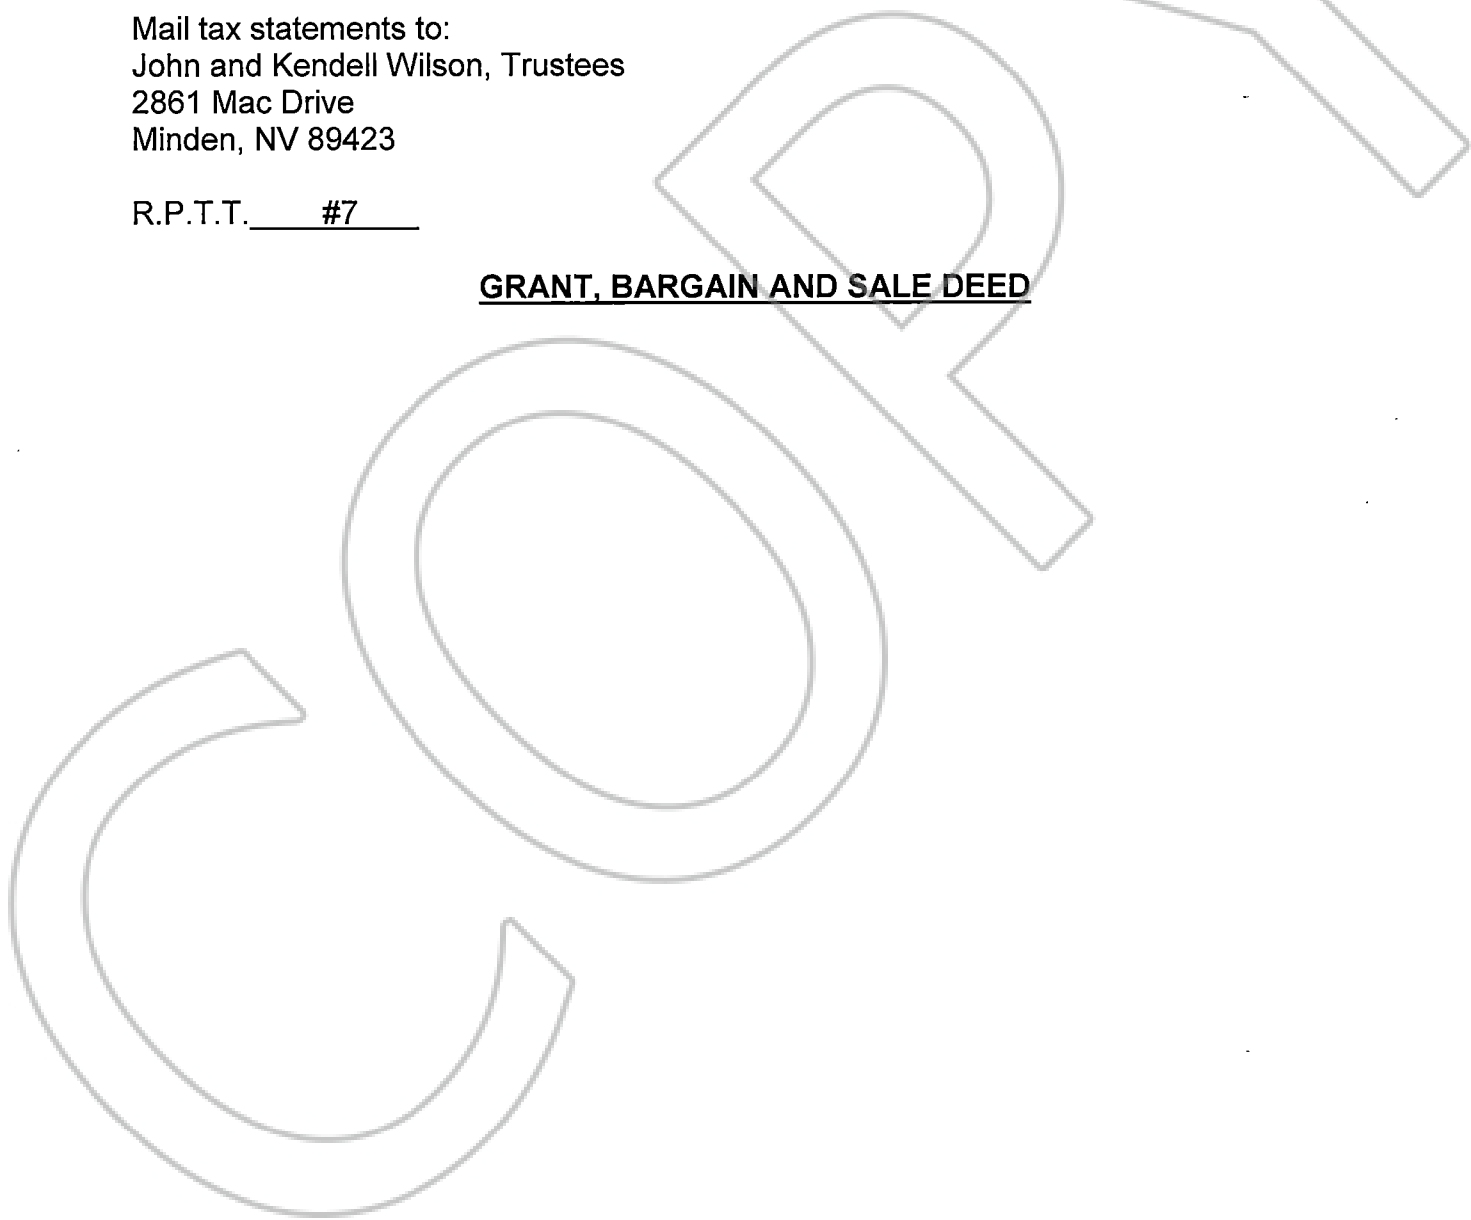 Mail tax statements to:
John and Kendell Wilson, Trustees
2861 Mac Drive
Minden, NV 89423
R.P.T.T. #7
GRANT, BARGAIN AND SALE DEED
COPY